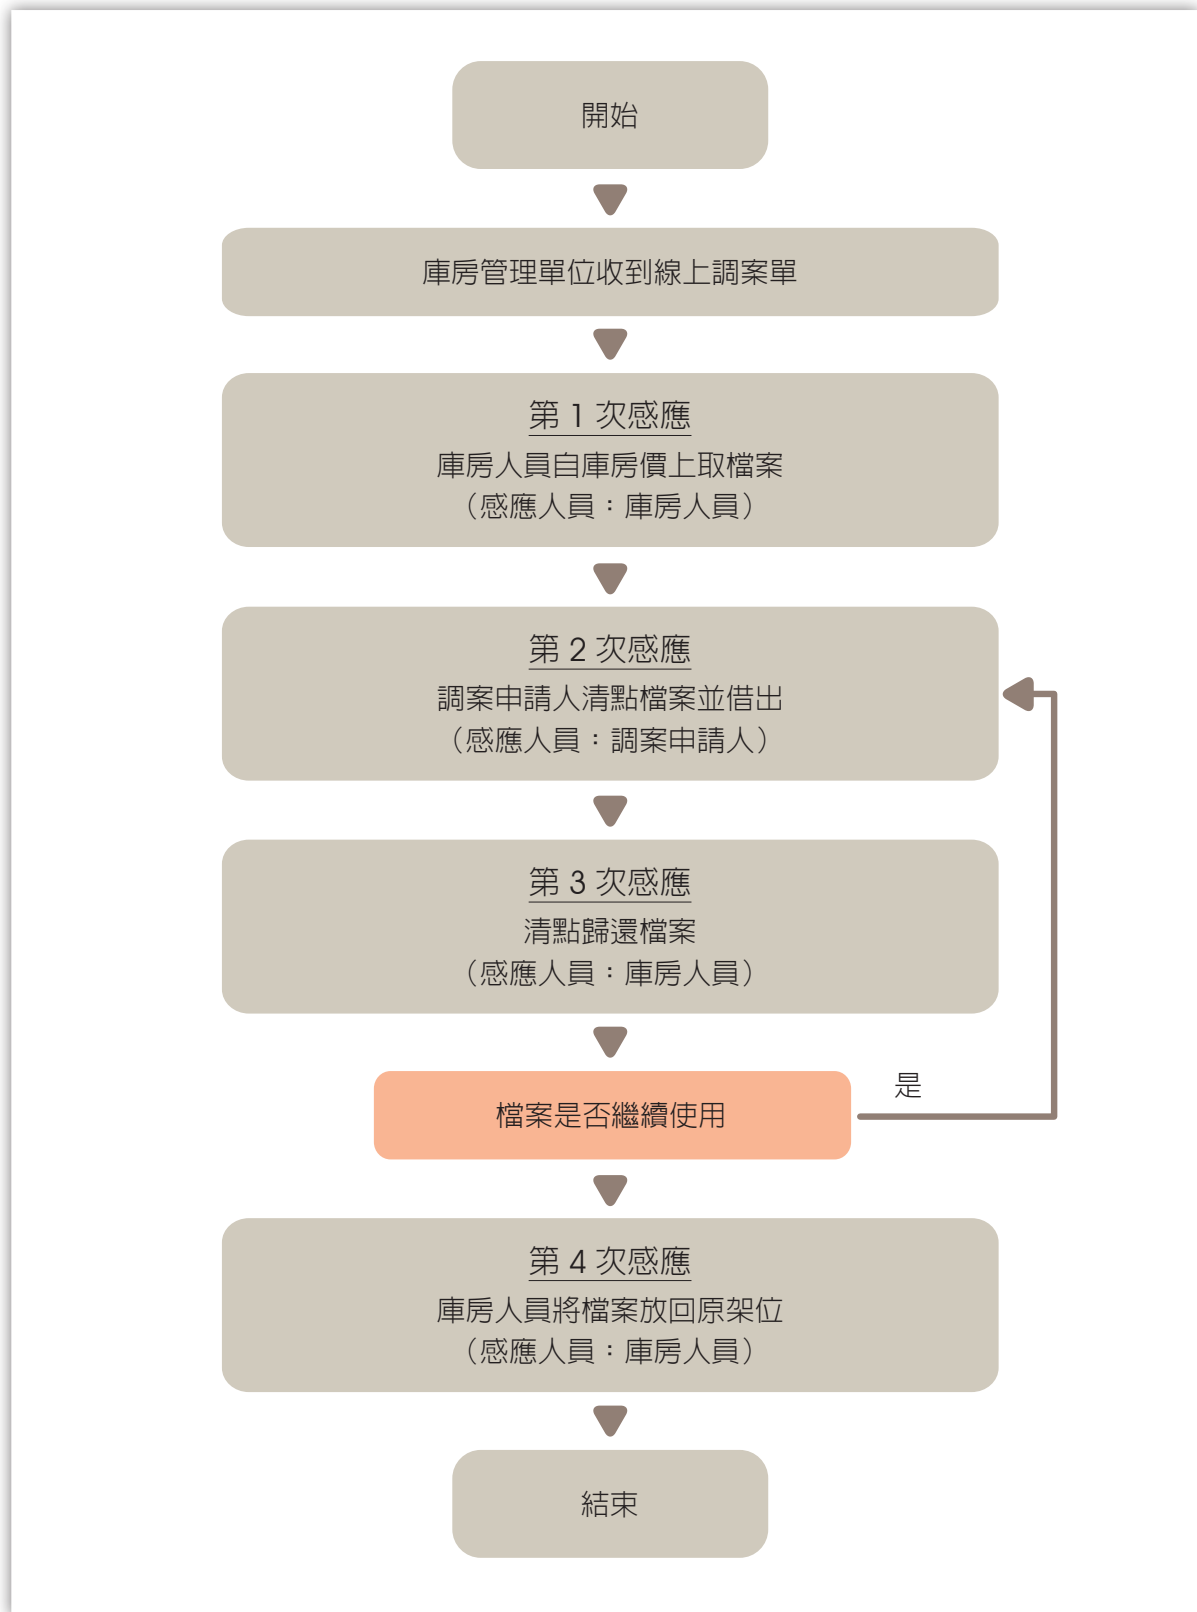 開始
庫房管理單位收到線上調案單
第 1 次感應
庫房人員自庫房價上取檔案
（感應人員：庫房人員）
第 2 次感應
調案申請人清點檔案並借出
（感應人員：調案申請人）
第 3 次感應
清點歸還檔案
（感應人員：庫房人員）
是
檔案是否繼續使用
第 4 次感應
庫房人員將檔案放回原架位
（感應人員：庫房人員）
結束